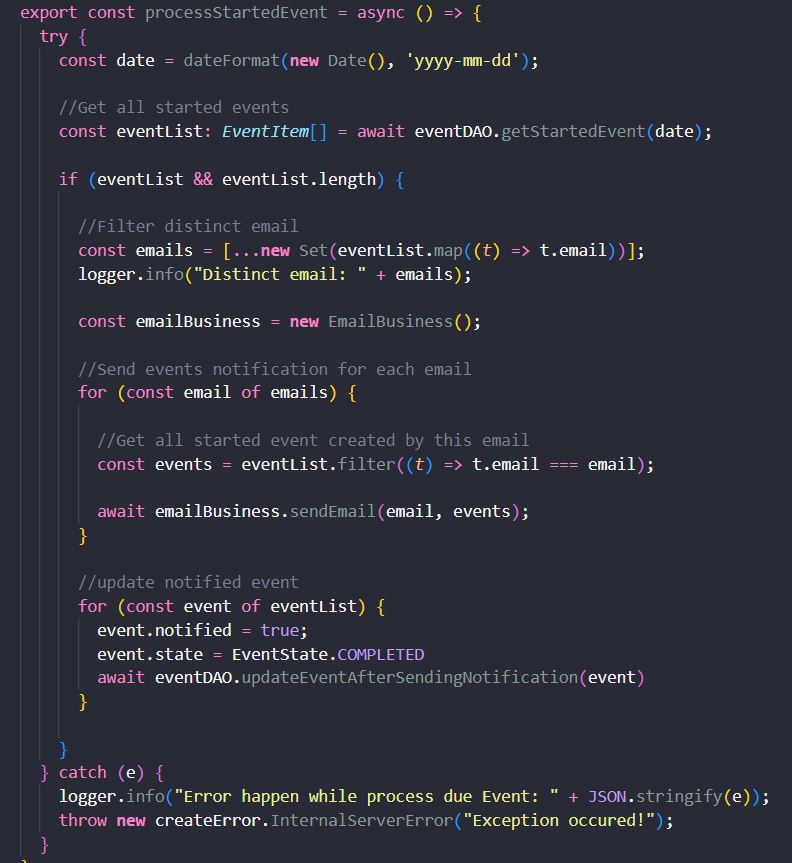 export const processStartedEvent = async () => {
try {
const date = dateFormat(new Date(), 'yyyy-mm-dd');
//Get all started events
const eventList: EventItem[] = await eventDAO.getStartedEvent(date);
if (eventList && eventList.length) {
//Filter distinct email
const emails = [...new Set(eventList.map((t) => t.email))];
logger.info("Distinct email: " + emails);
const emailBusiness = new EmailBusiness();
//Send events notification for each email
for (const email of emails) {
//Get all started event created by this email
const events = eventList.filter((t) => t.email === email);
await emailBusiness.sendEmail(email, events);
}
//update notified event
for (const event of eventList) {
event.notified = true;
event.state = EventState.COMPLETED
await eventDAO.updateEventAfterSendingNotification(event)
}
}
} catch (e) {
logger.info("Error happen while process due Event: " + JSON.stringify(e));
throw new createError.InternalServerError("Exception occured!");
}